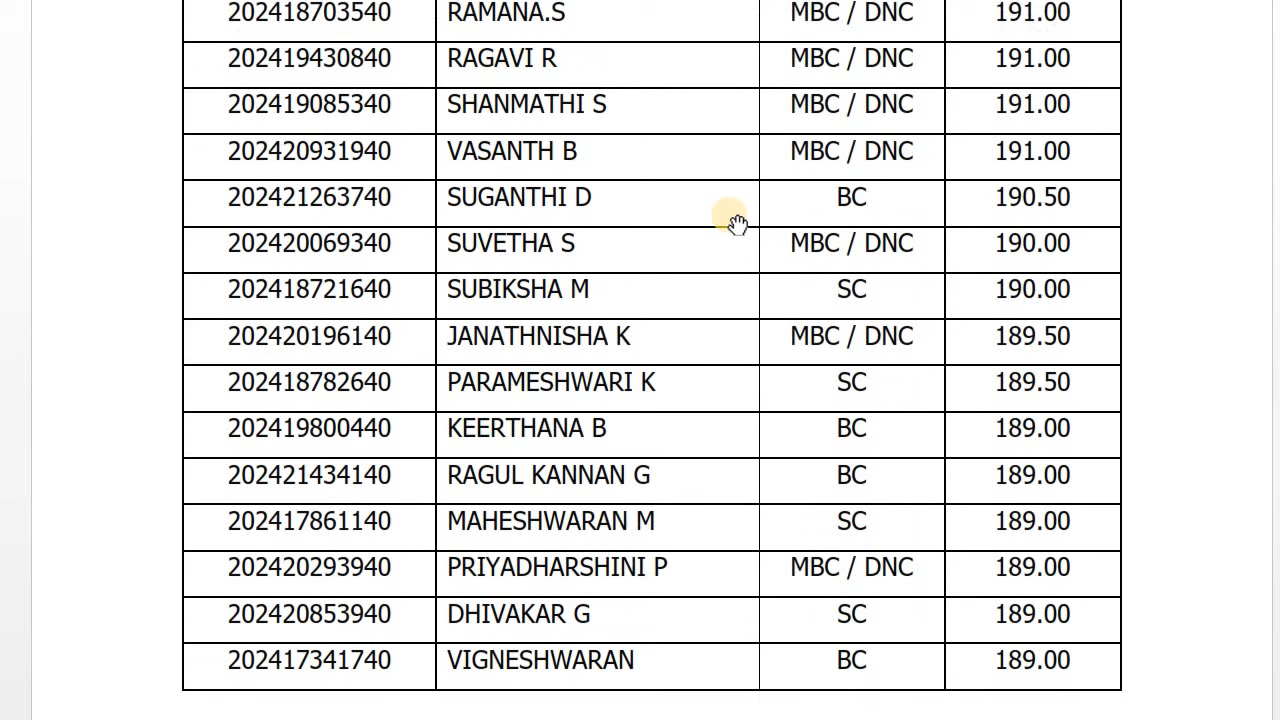 202418703540 RAMANA.S MBC / DNC 191.00
202419430840 RAGAVI R MBC / DNC 191.00
202419085340 SHANMATHI S MBC / DNC 191.00
202420931940 VASANTH B MBC / DNC 191.00
202421263740 SUGANTHI D BC 190.50
202420069340 SUVETHA S MBC / DNC 190.00
202418721640 SUBIKSHA M SC 190.00
202420196140 JANATHNISHA K MBC / DNC 189.50
202418782640 PARAMESHWARI K SC 189.50
202419800440 KEERTHANA B BC 189.00
202421434140 RAGUL KANNAN G BC 189.00
202417861140 MAHESHWARAN M SC 189.00
202420293940 PRIYADHARSHINI P MBC / DNC 189.00
202420853940 DHIVAKAR G SC 189.00
202417341740 VIGNESHWARAN BC 189.00